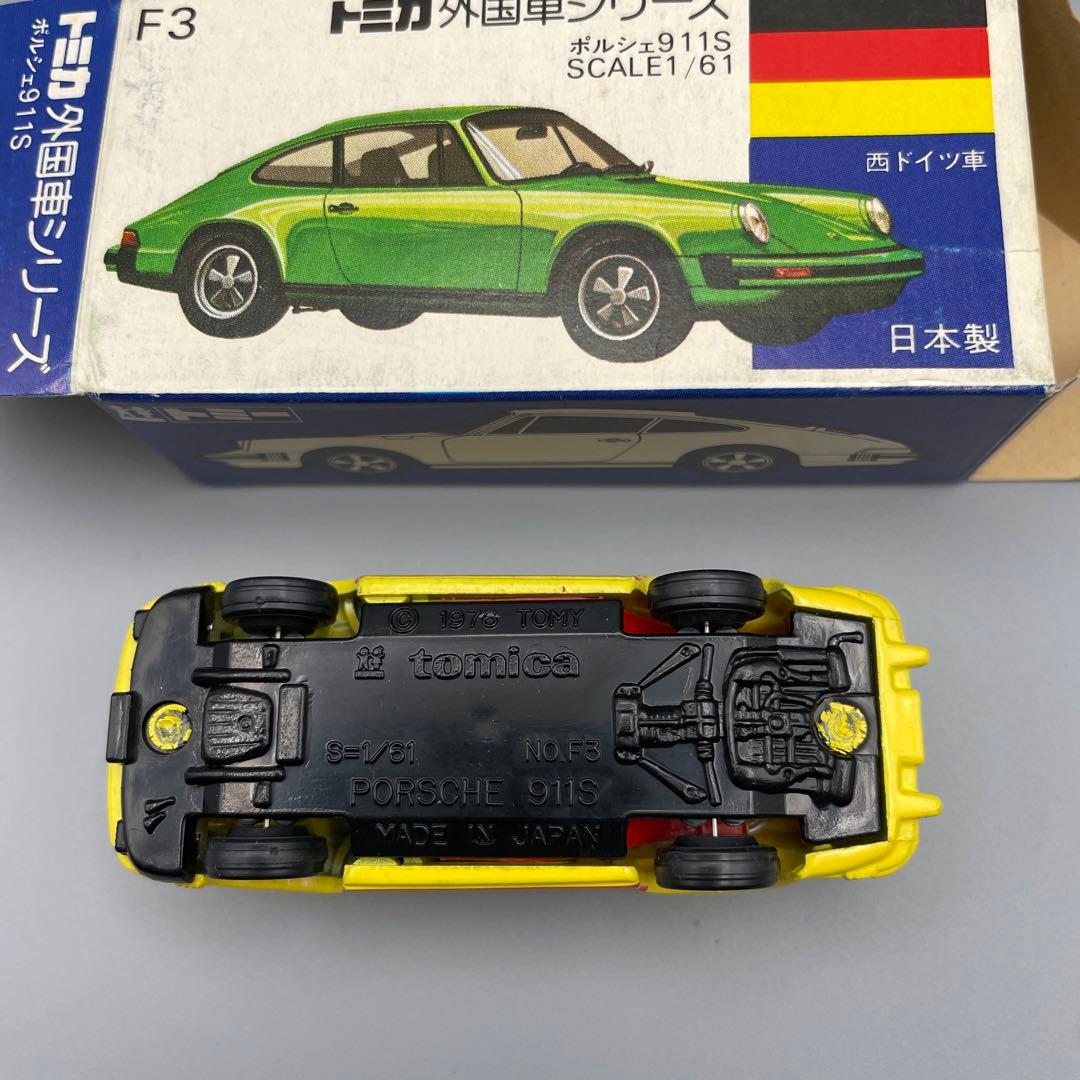 F3
トミカ外国車シリーズ
ポルシェ911S
SCALE1/61
西ドイツ車
日本製
トミカ外国車シリーズ
ポルシェ911S
トミー
© 1976 TOMY
tomica
S=1/61 NO.F3
PORSCHE 911S
MADE IN JAPAN